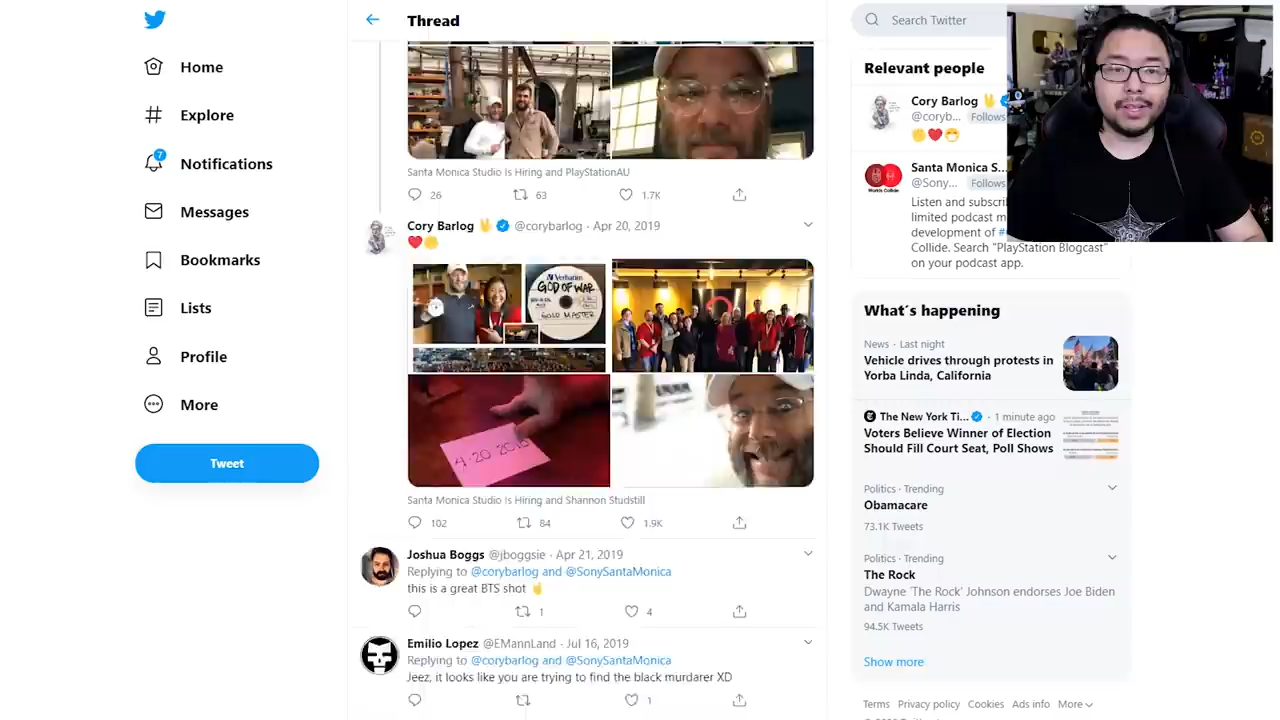 Home
Explore
7
Notifications
Messages
Bookmarks
Lists
Profile
More
Tweet
Thread
Santa Monica Studio Is Hiring and PlayStationAU
26 63 1.7K
Cory Barlog @corybarlog · Apr 20, 2019
Verbatim
GOD OF WAR
GOLD MASTER
4-20 2018
Santa Monica Studio Is Hiring and Shannon Studstill
102 84 1.9K
Joshua Boggs @jboggsie · Apr 21, 2019
Replying to @corybarlog and @SonySantaMonica
this is a great BTS shot
1 4
Emilio Lopez @EMannLand · Jul 16, 2019
Replying to @corybarlog and @SonySantaMonica
Jeez, it looks like you are trying to find the black murdarer XD
1
Search Twitter
Relevant people
Cory Barlog
@coryb... Follows
Santa Monica S...
@Sony... Follows
Listen and subscri
limited podcast m
development of #
Collide. Search "PlayStation Blogcast"
on your podcast app.
What's happening
News · Last night
Vehicle drives through protests in
Yorba Linda, California
The New York Ti... · 1 minute ago
Voters Believe Winner of Election
Should Fill Court Seat, Poll Shows
Politics · Trending
Obamacare
73.1K Tweets
Politics · Trending
The Rock
Dwayne 'The Rock' Johnson endorses Joe Biden
and Kamala Harris
94.5K Tweets
Show more
Terms Privacy policy Cookies Ads info More